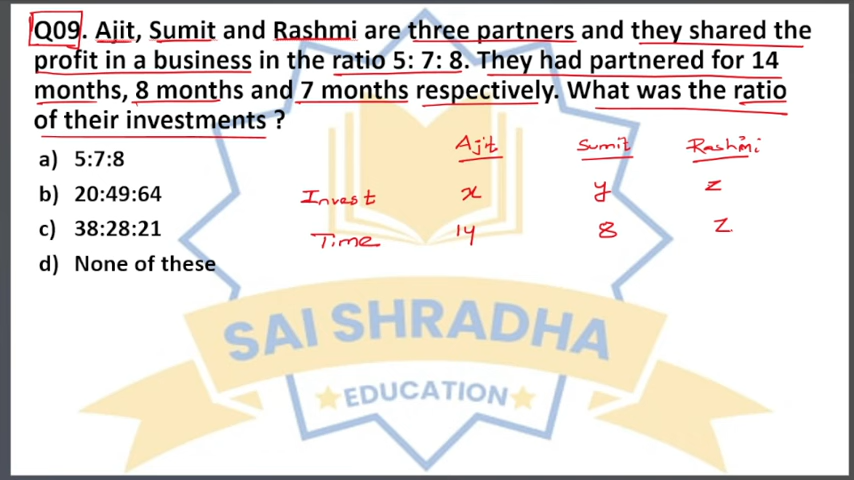 Q09. Ajit, Sumit and Rashmi are three partners and they shared the
profit in a business in the ratio 5: 7: 8. They had partnered for 14
months, 8 months and 7 months respectively. What was the ratio
of their investments ?
a) 5:7:8
b) 20:49:64
c) 38:28:21
d) None of these
Ajit Sumit Rashmi
Invest x y z
Time 14 8 7
SAI SHRADHA
EDUCATION